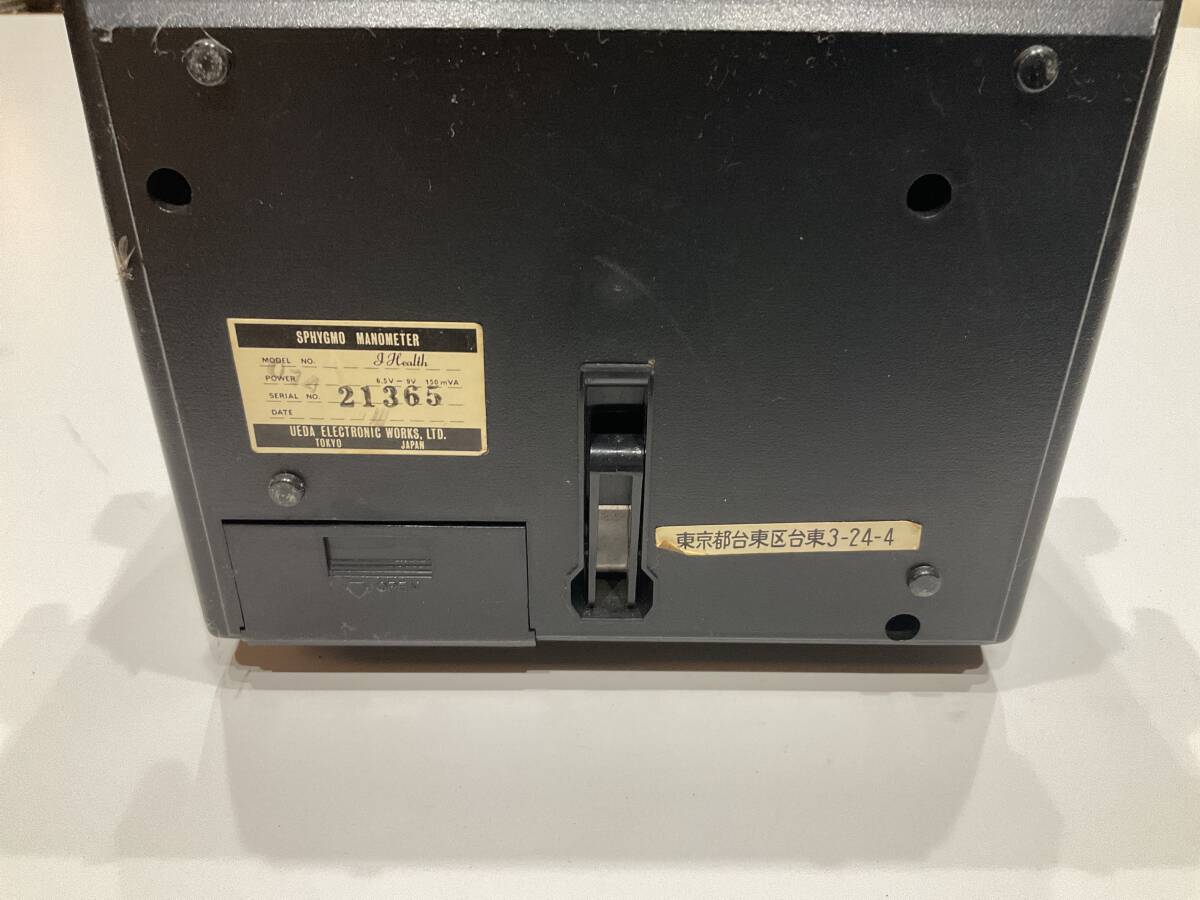 SPHYGMO MANOMETER
MODEL NO. J Health
POWER 6.5V - 9V 150mVA
SERIAL NO. 21365
DATE
UEDA ELECTRONIC WORKS, LTD.
TOKYO JAPAN
東京都台東区台東3-24-4
OPEN